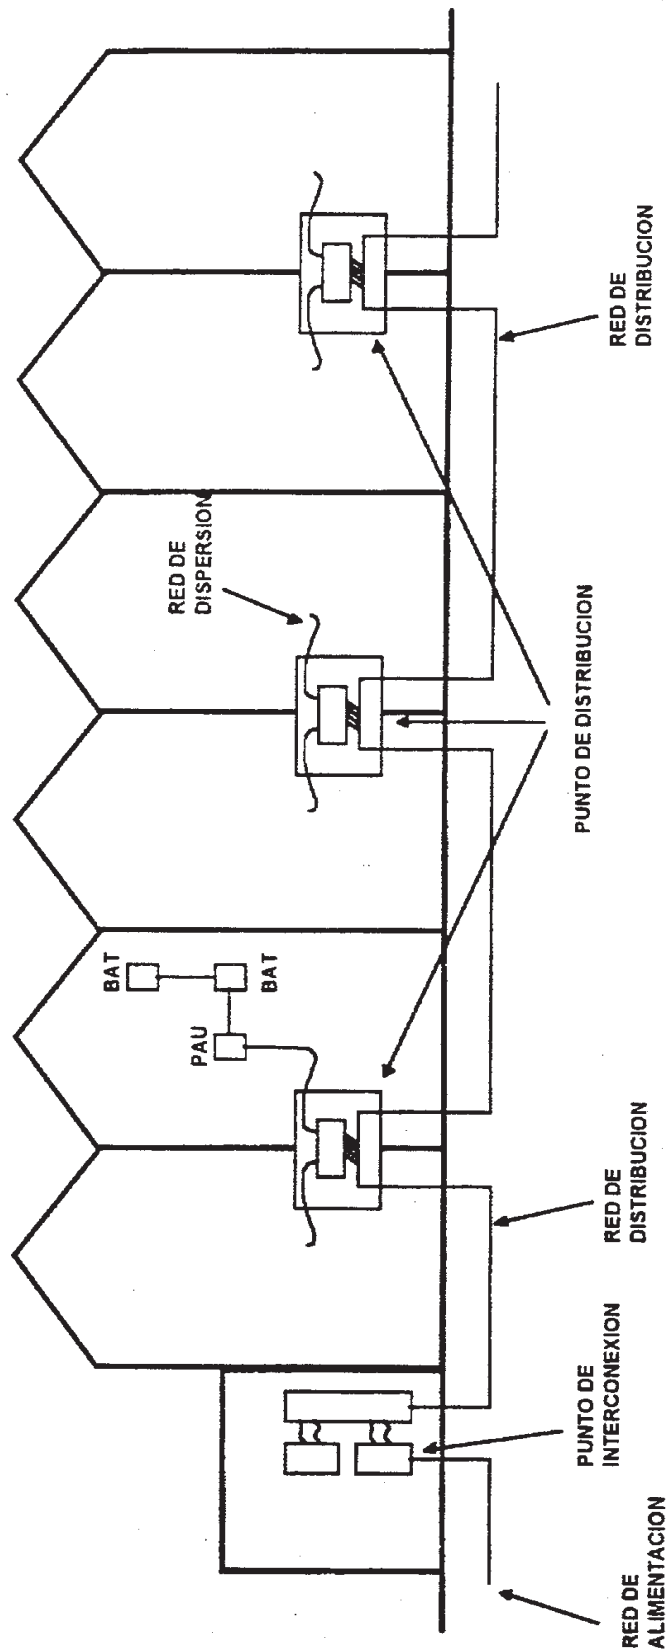 BAT
PAU
BAT
RED DE
DISPERSION
RED DE
ALIMENTACION
PUNTO DE
INTERCONEXION
RED DE
DISTRIBUCION
PUNTO DE DISTRIBUCION
RED DE
DISTRIBUCION